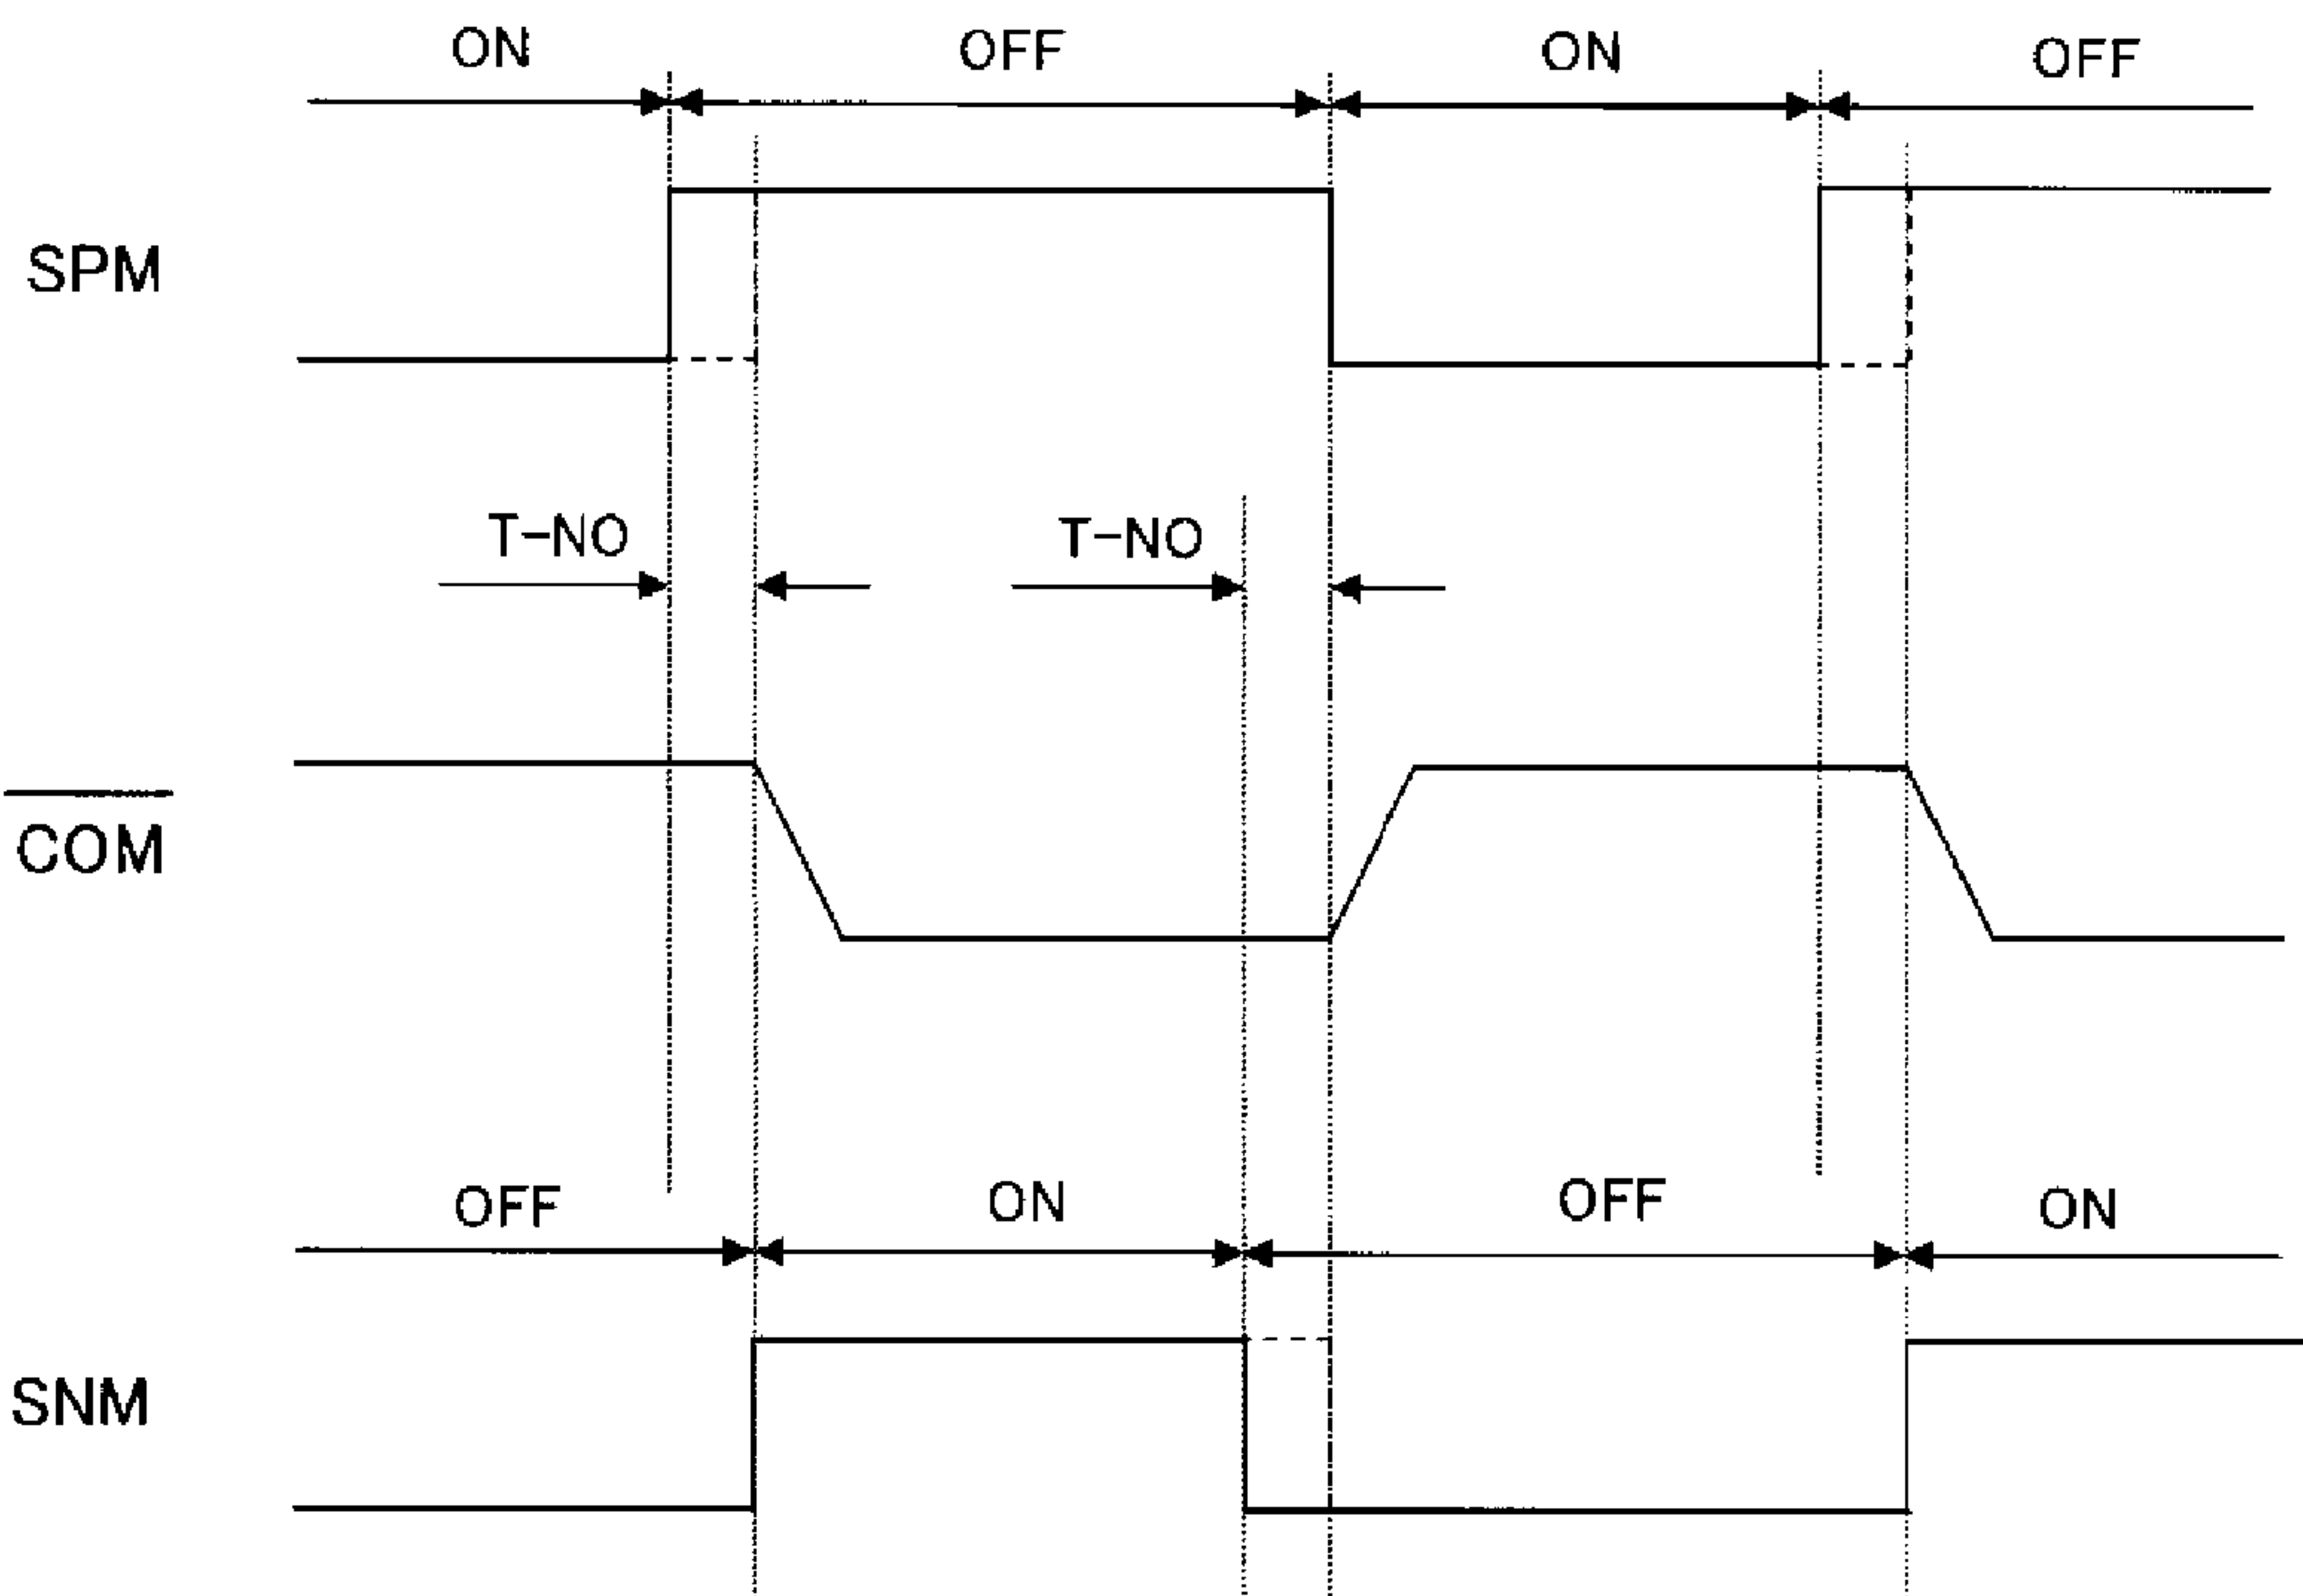 ON OFF ON OFF
SPM
T-NO T-NO
COM
OFF ON OFF ON
SNM